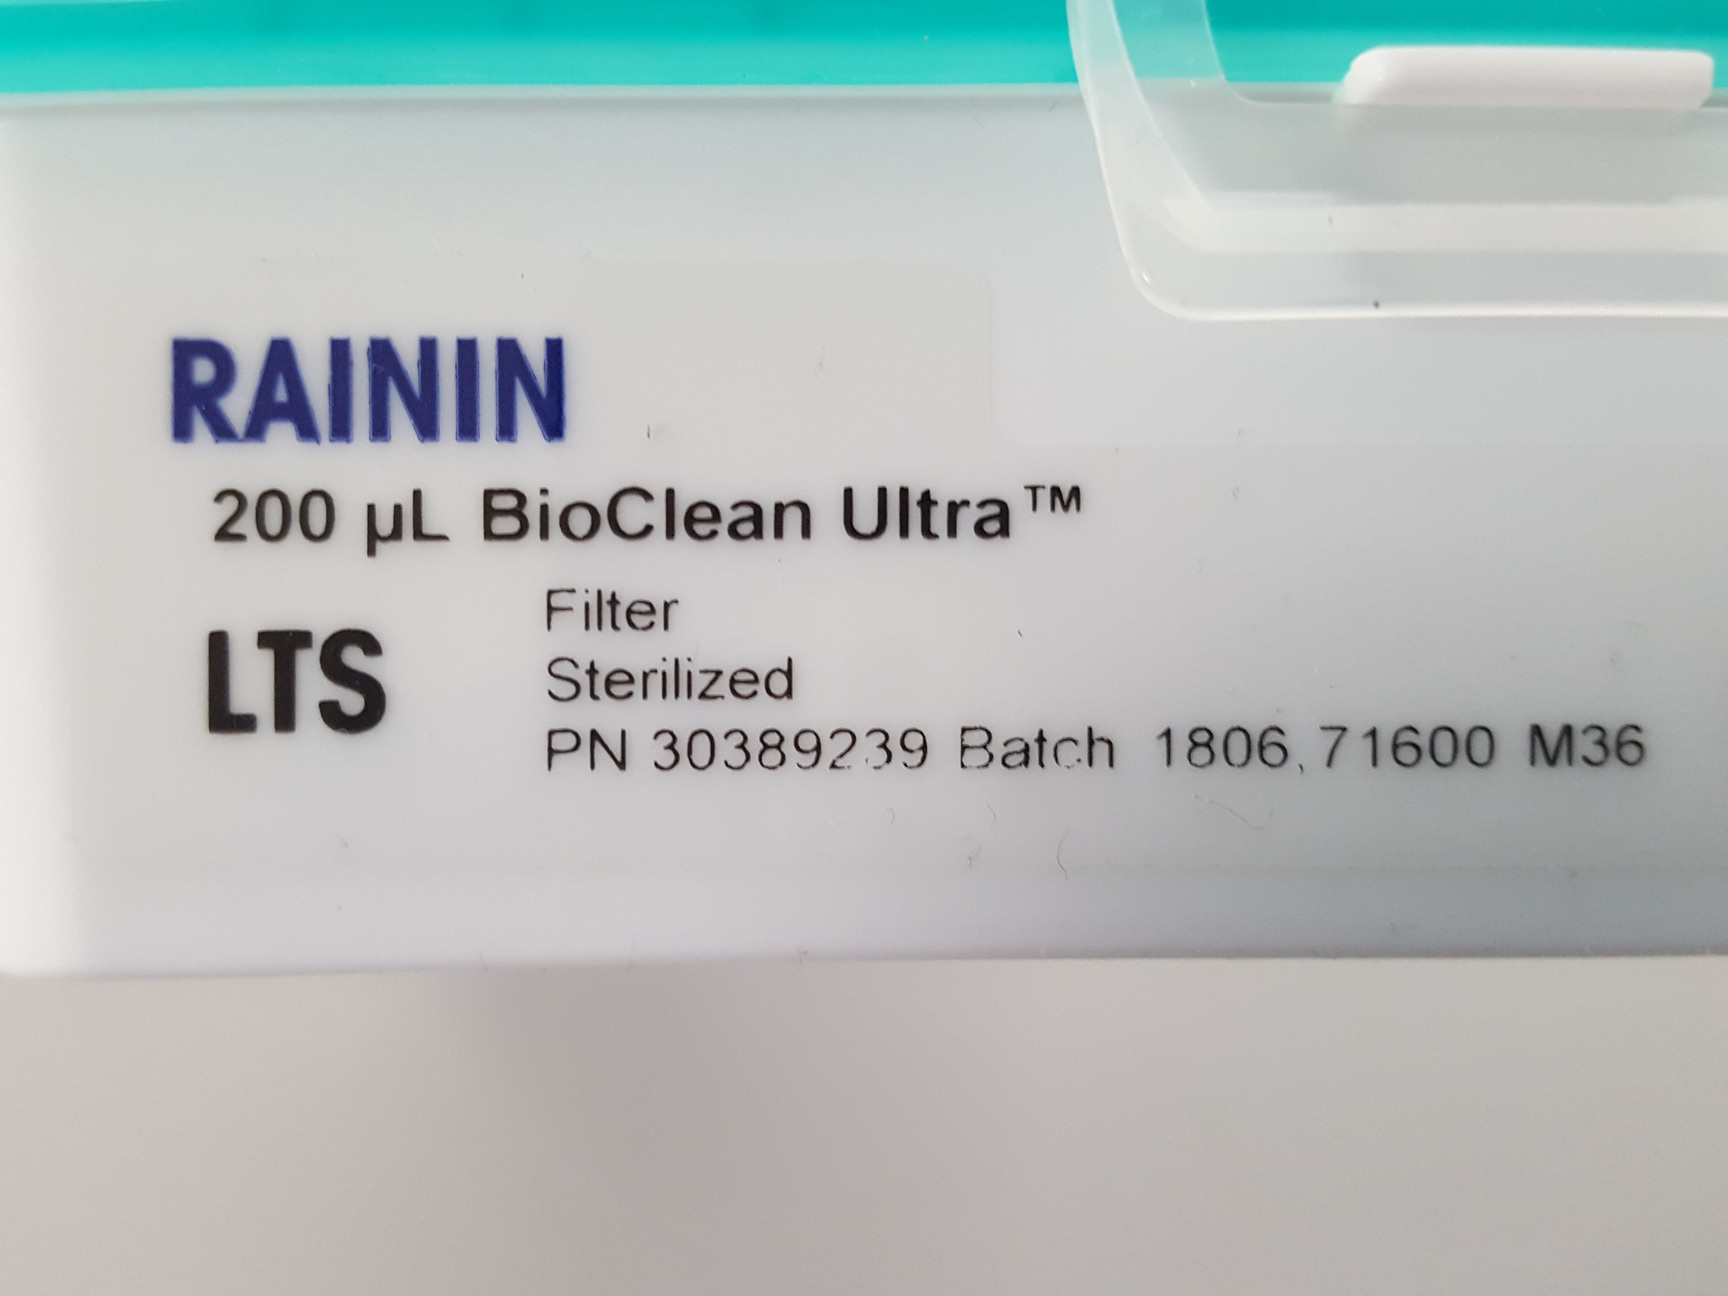 RAININ
200 µL BioClean Ultra™
LTS
Filter
Sterilized
PN 30389239 Batch 1806,71600 M36